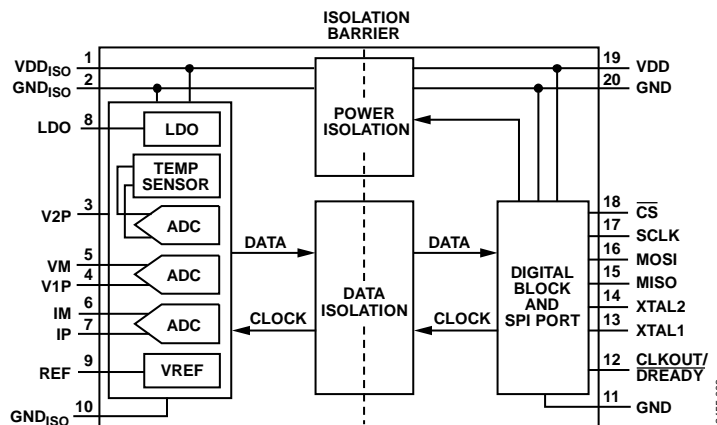 ISOLATION
BARRIER
1
VDDISO
2
GNDISO
8
LDO
LDO
TEMP
SENSOR
3
V2P
ADC
5
VM
4
V1P
ADC
6
IM
7
IP
ADC
9
REF
VREF
10
GNDISO
POWER
ISOLATION
DATA
CLOCK
DATA
ISOLATION
DATA
CLOCK
DIGITAL
BLOCK
AND
SPI PORT
19
VDD
20
GND
18
CS
17
SCLK
16
MOSI
15
MISO
14
XTAL2
13
XTAL1
12
CLKOUT/
DREADY
11
GND